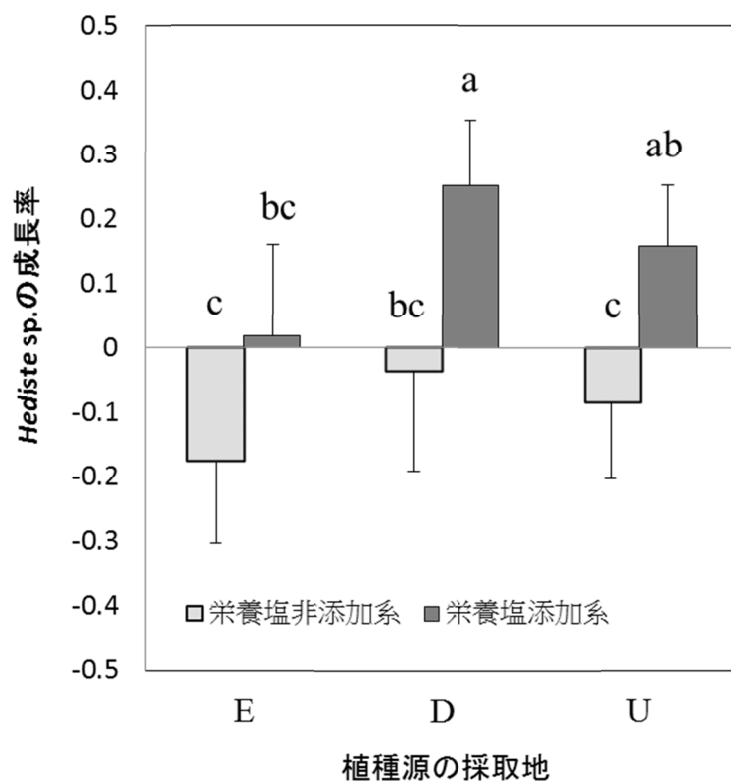 0.5
0.4
0.3
0.2
0.1
0
-0.1
-0.2
-0.3
-0.4
-0.5
Hediste sp.の成長率
c
bc
bc
a
c
ab
栄養塩非添加系 栄養塩添加系
E D U
植種源の採取地